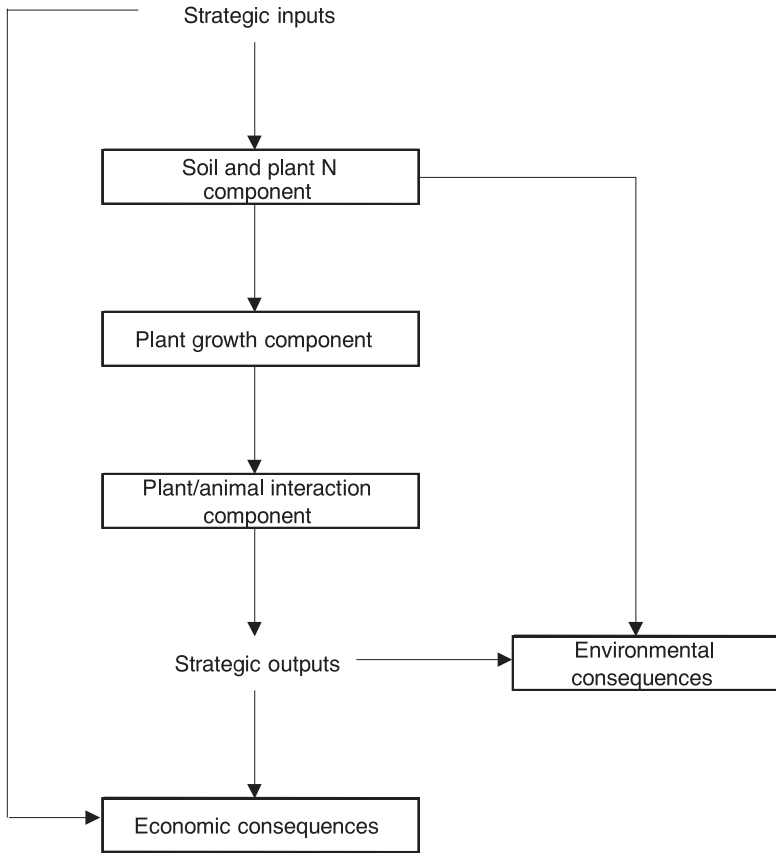 Strategic inputs
Soil and plant N
component
Plant growth component
Plant/animal interaction
component
Strategic outputs
Environmental
consequences
Economic consequences